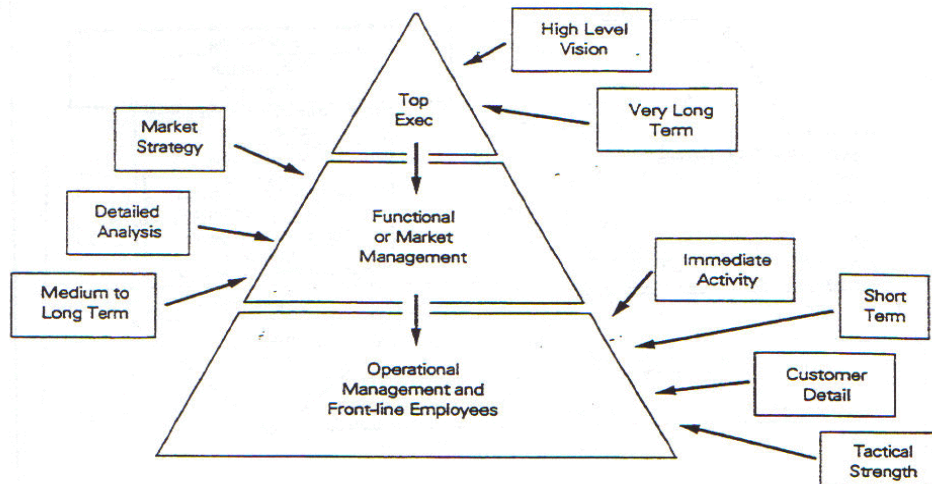 High Level
Vision
Top
Exec
Very Long
Term
Market
Strategy
Detailed
Analysis
Functional
or Market
Management
Medium to
Long Term
Immediate
Activity
Short
Term
Operational
Management and
Front-line Employees
Customer
Detail
Tactical
Strength